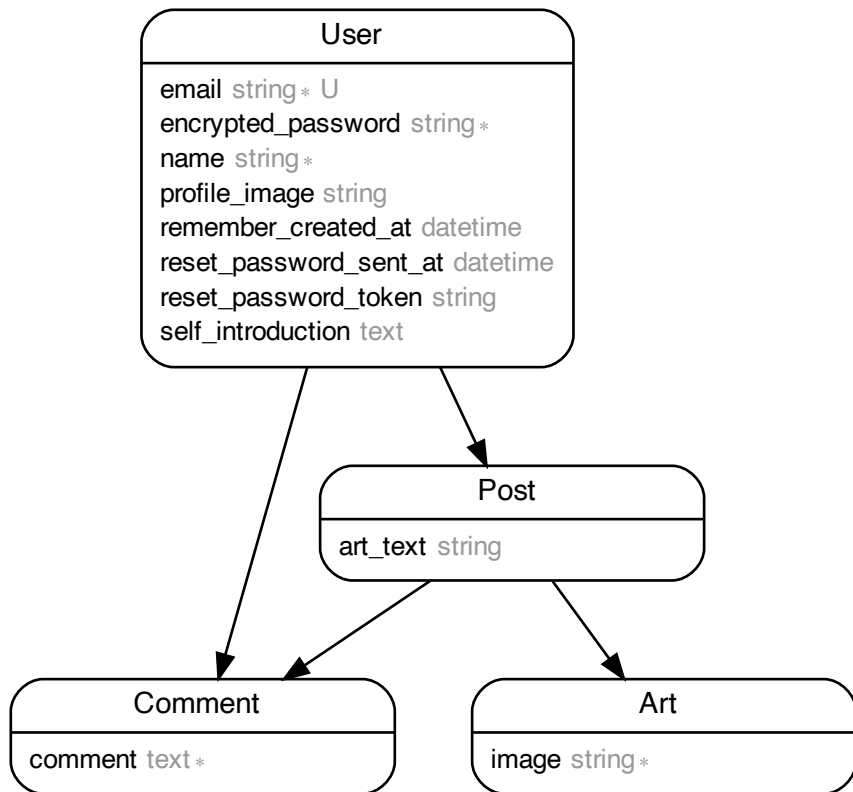 User
email string * U
encrypted_password string *
name string *
profile_image string
remember_created_at datetime
reset_password_sent_at datetime
reset_password_token string
self_introduction text
Post
art_text string
Comment
comment text *
Art
image string *